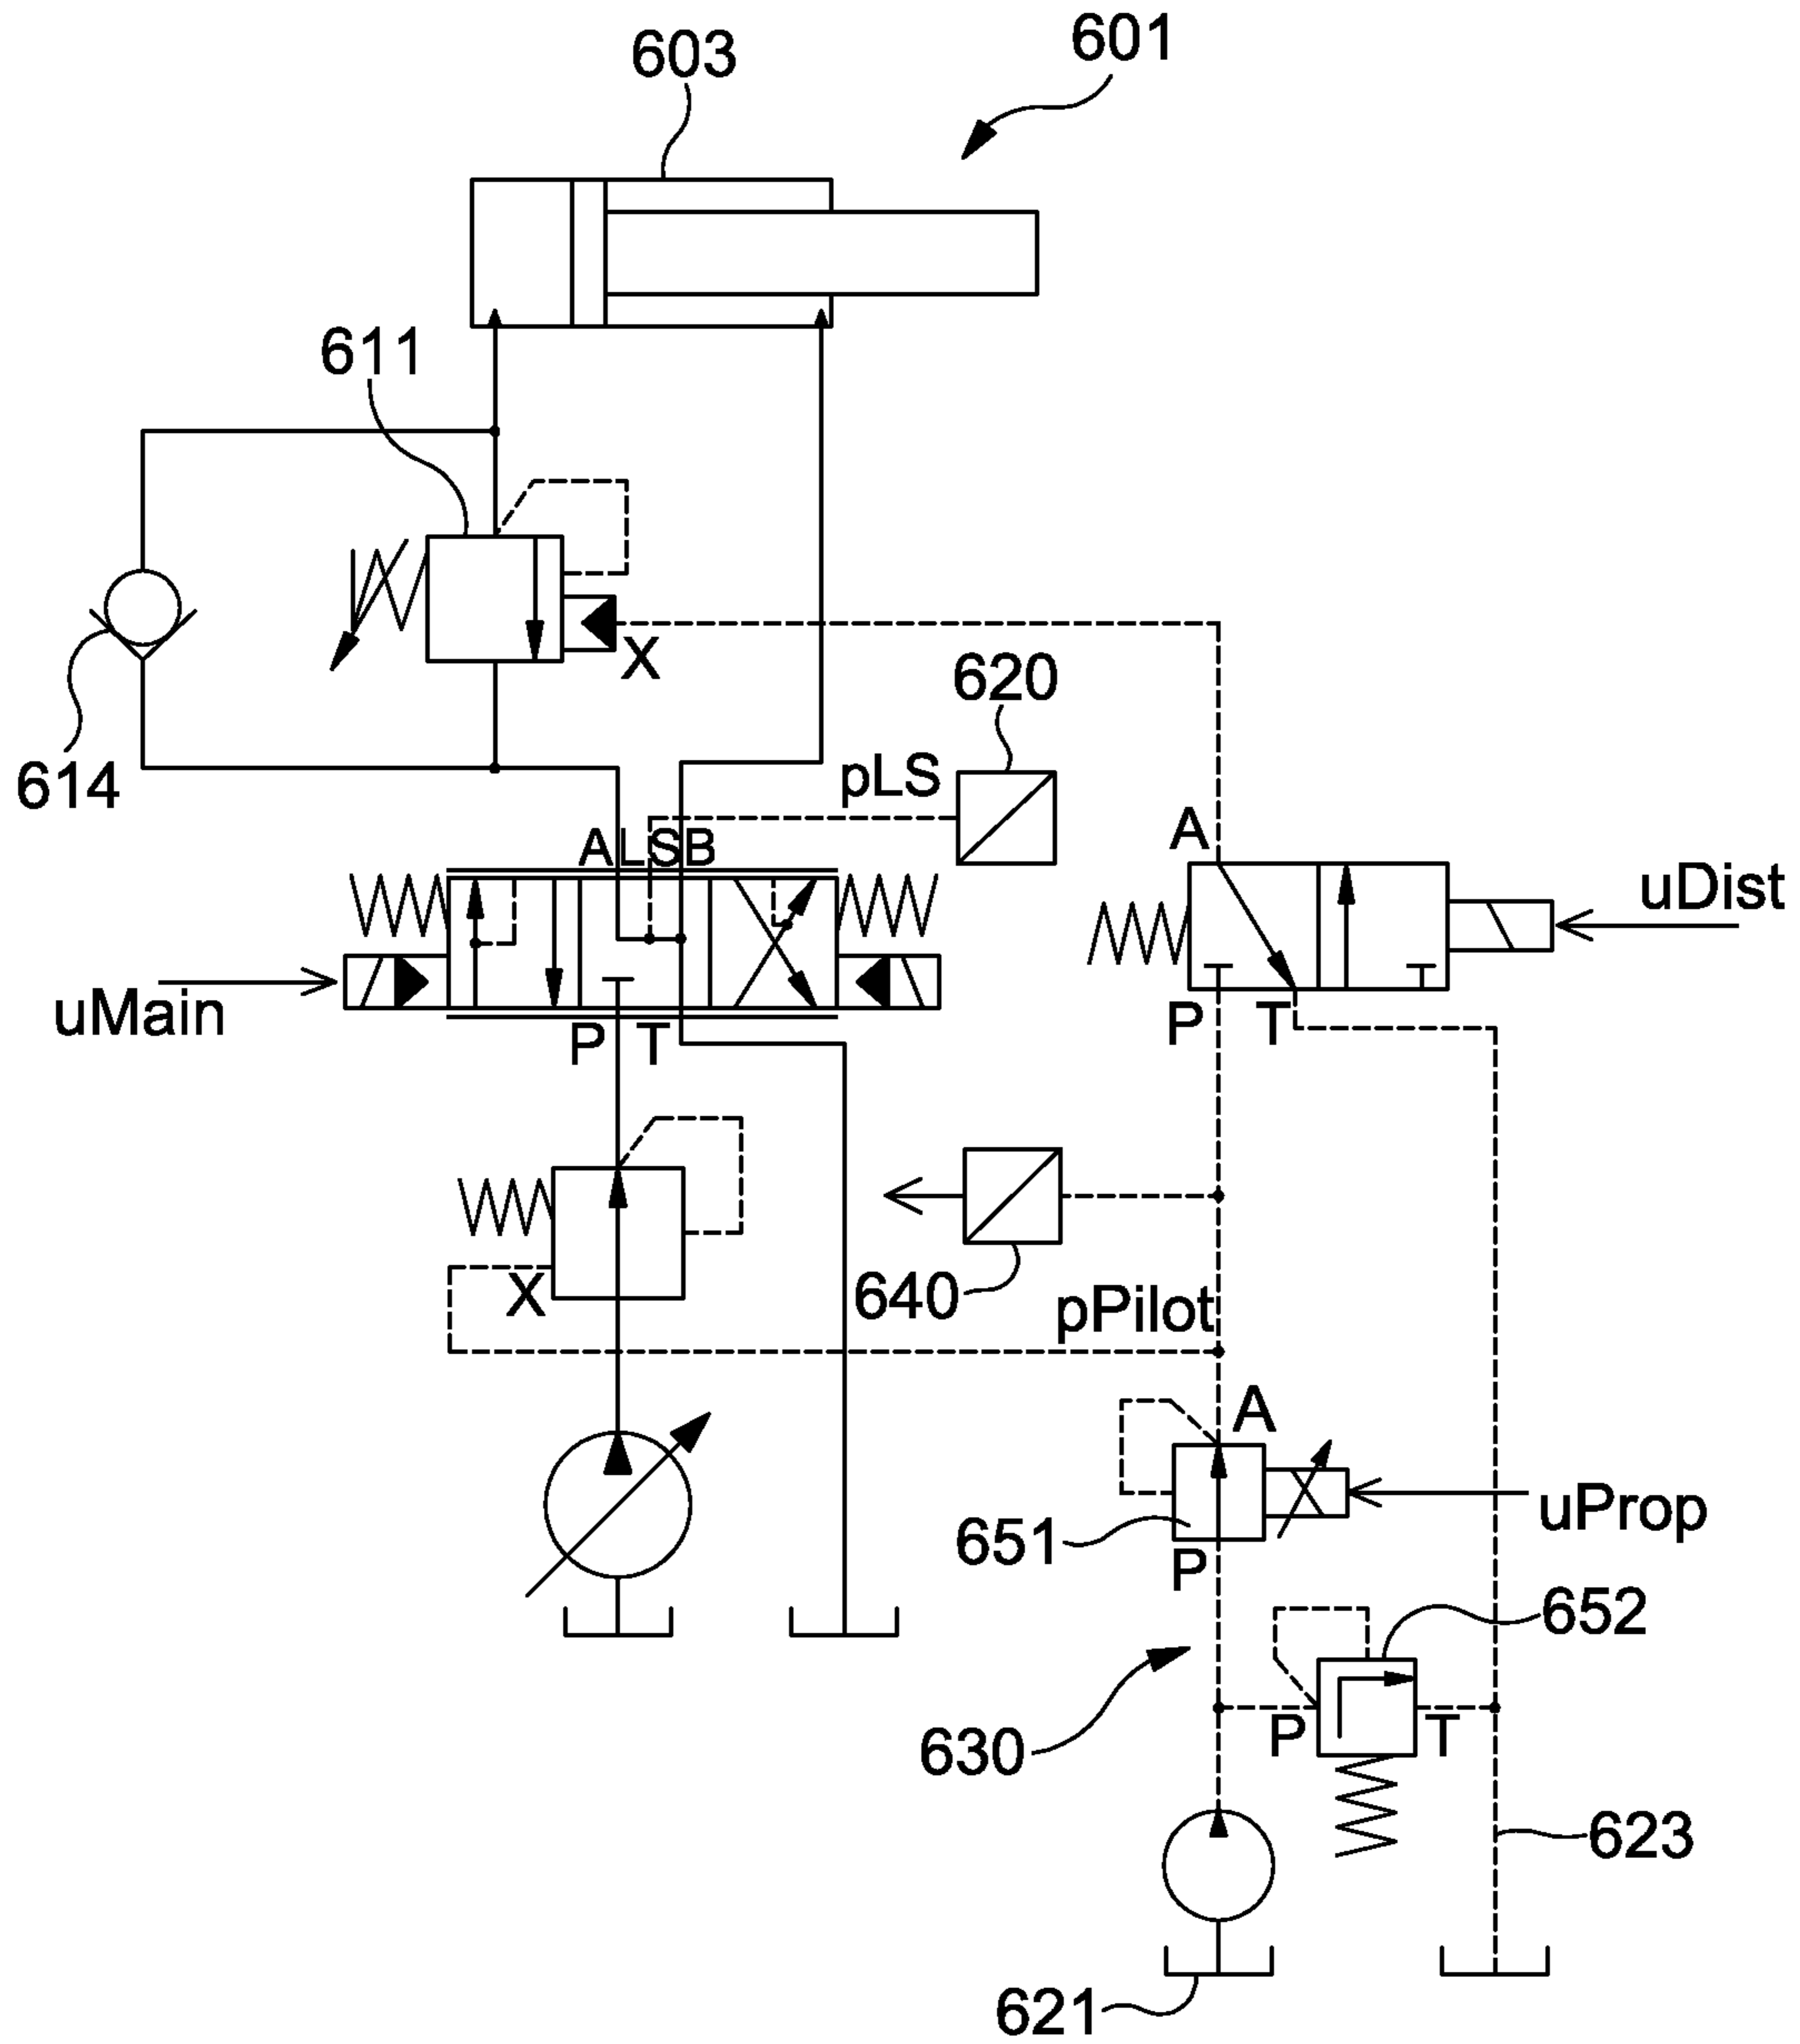 601
603
611
X
620
614
pLS
A
ALSB
uDist
uMain
P T
P T
X
640
pPilot
A
651
uProp
P
652
P T
630
623
621